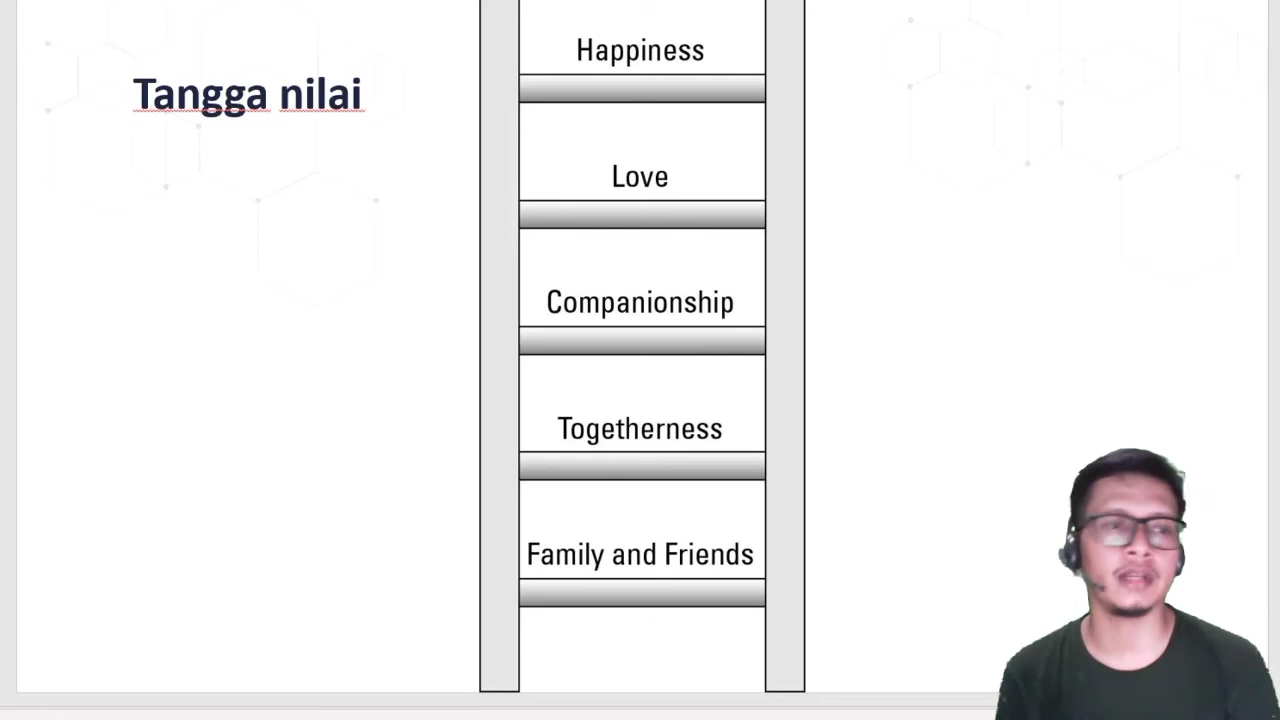 Tangga nilai
Happiness
Love
Companionship
Togetherness
Family and Friends